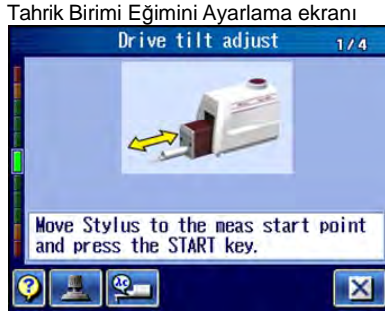 Tahrik Birimi Eğimini Ayarlama ekranı
Drive tilt adjust 1/4
Move Stylus to the meas start point
and press the START key.
? λc